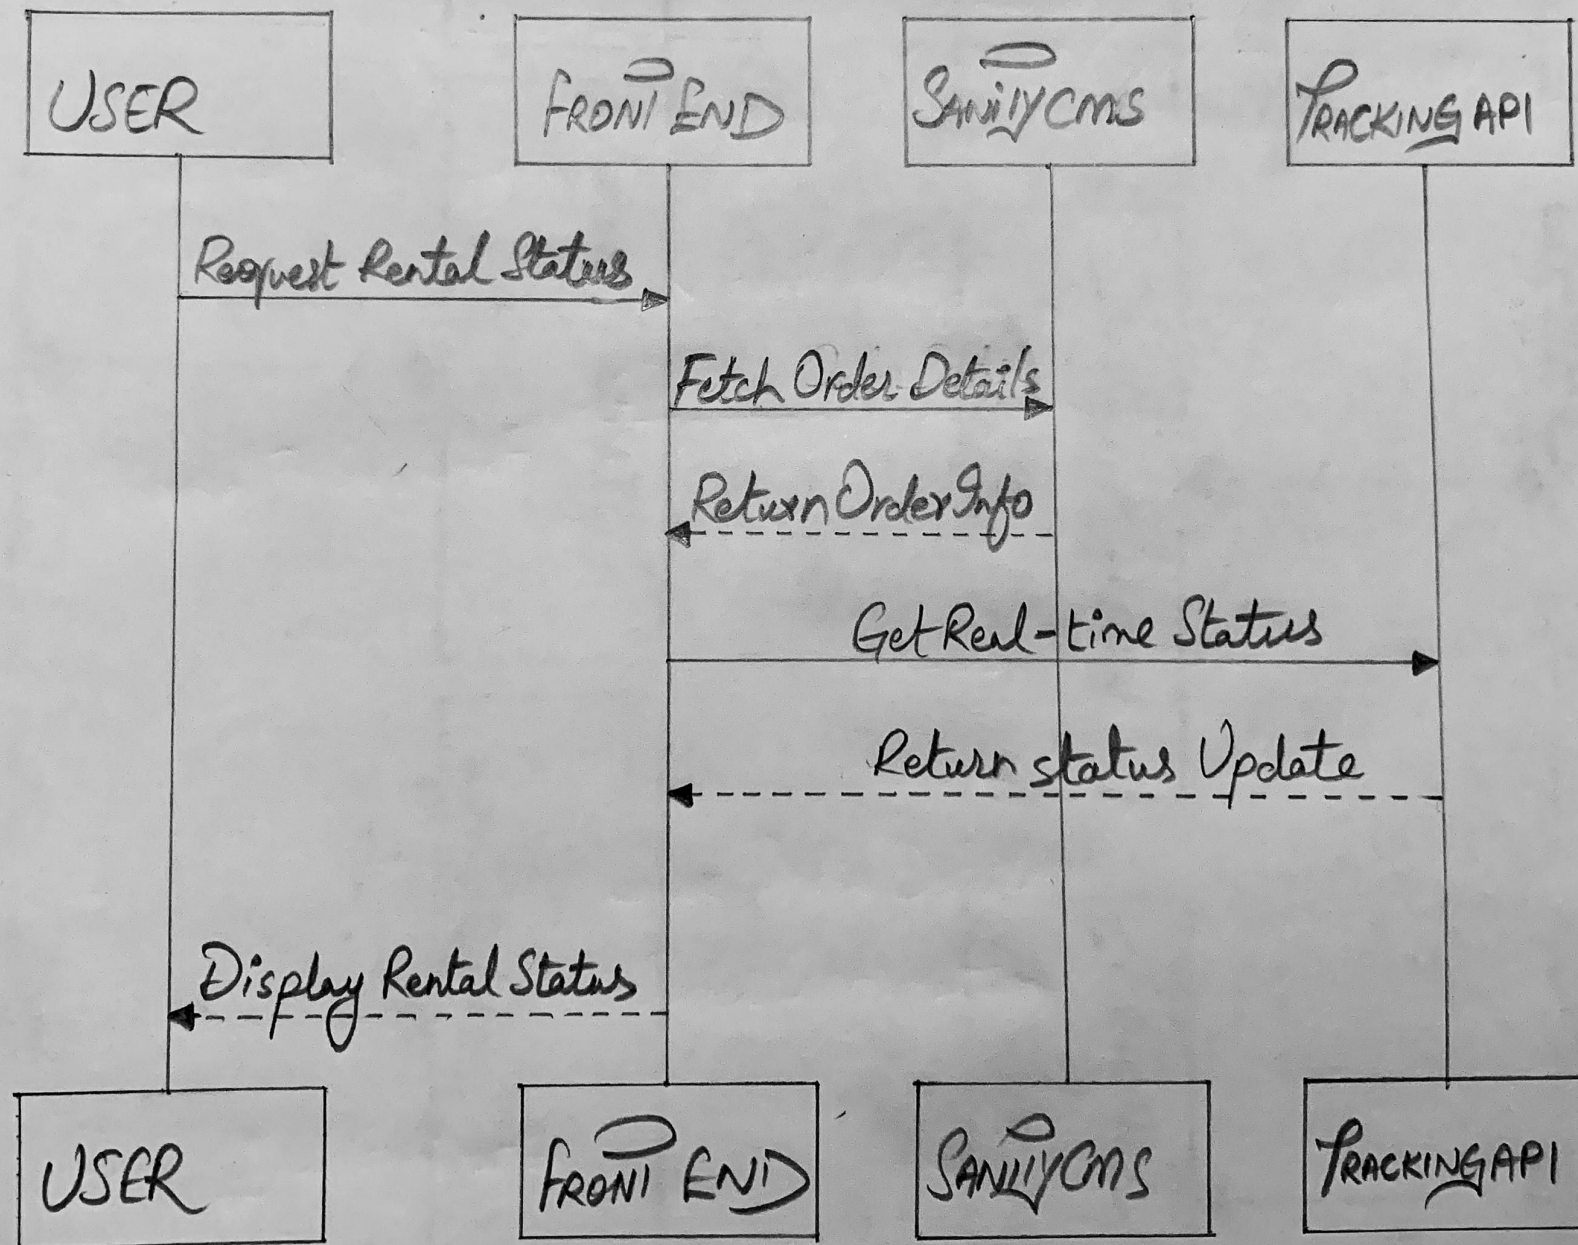 USER
FRONT END
SANITY CMS
TRACKING API
Request Rental Status
Fetch Order Details
Return Order Info
Get Real-time Status
Return status Update
Display Rental Status
USER
FRONT END
SANITY CMS
TRACKING API